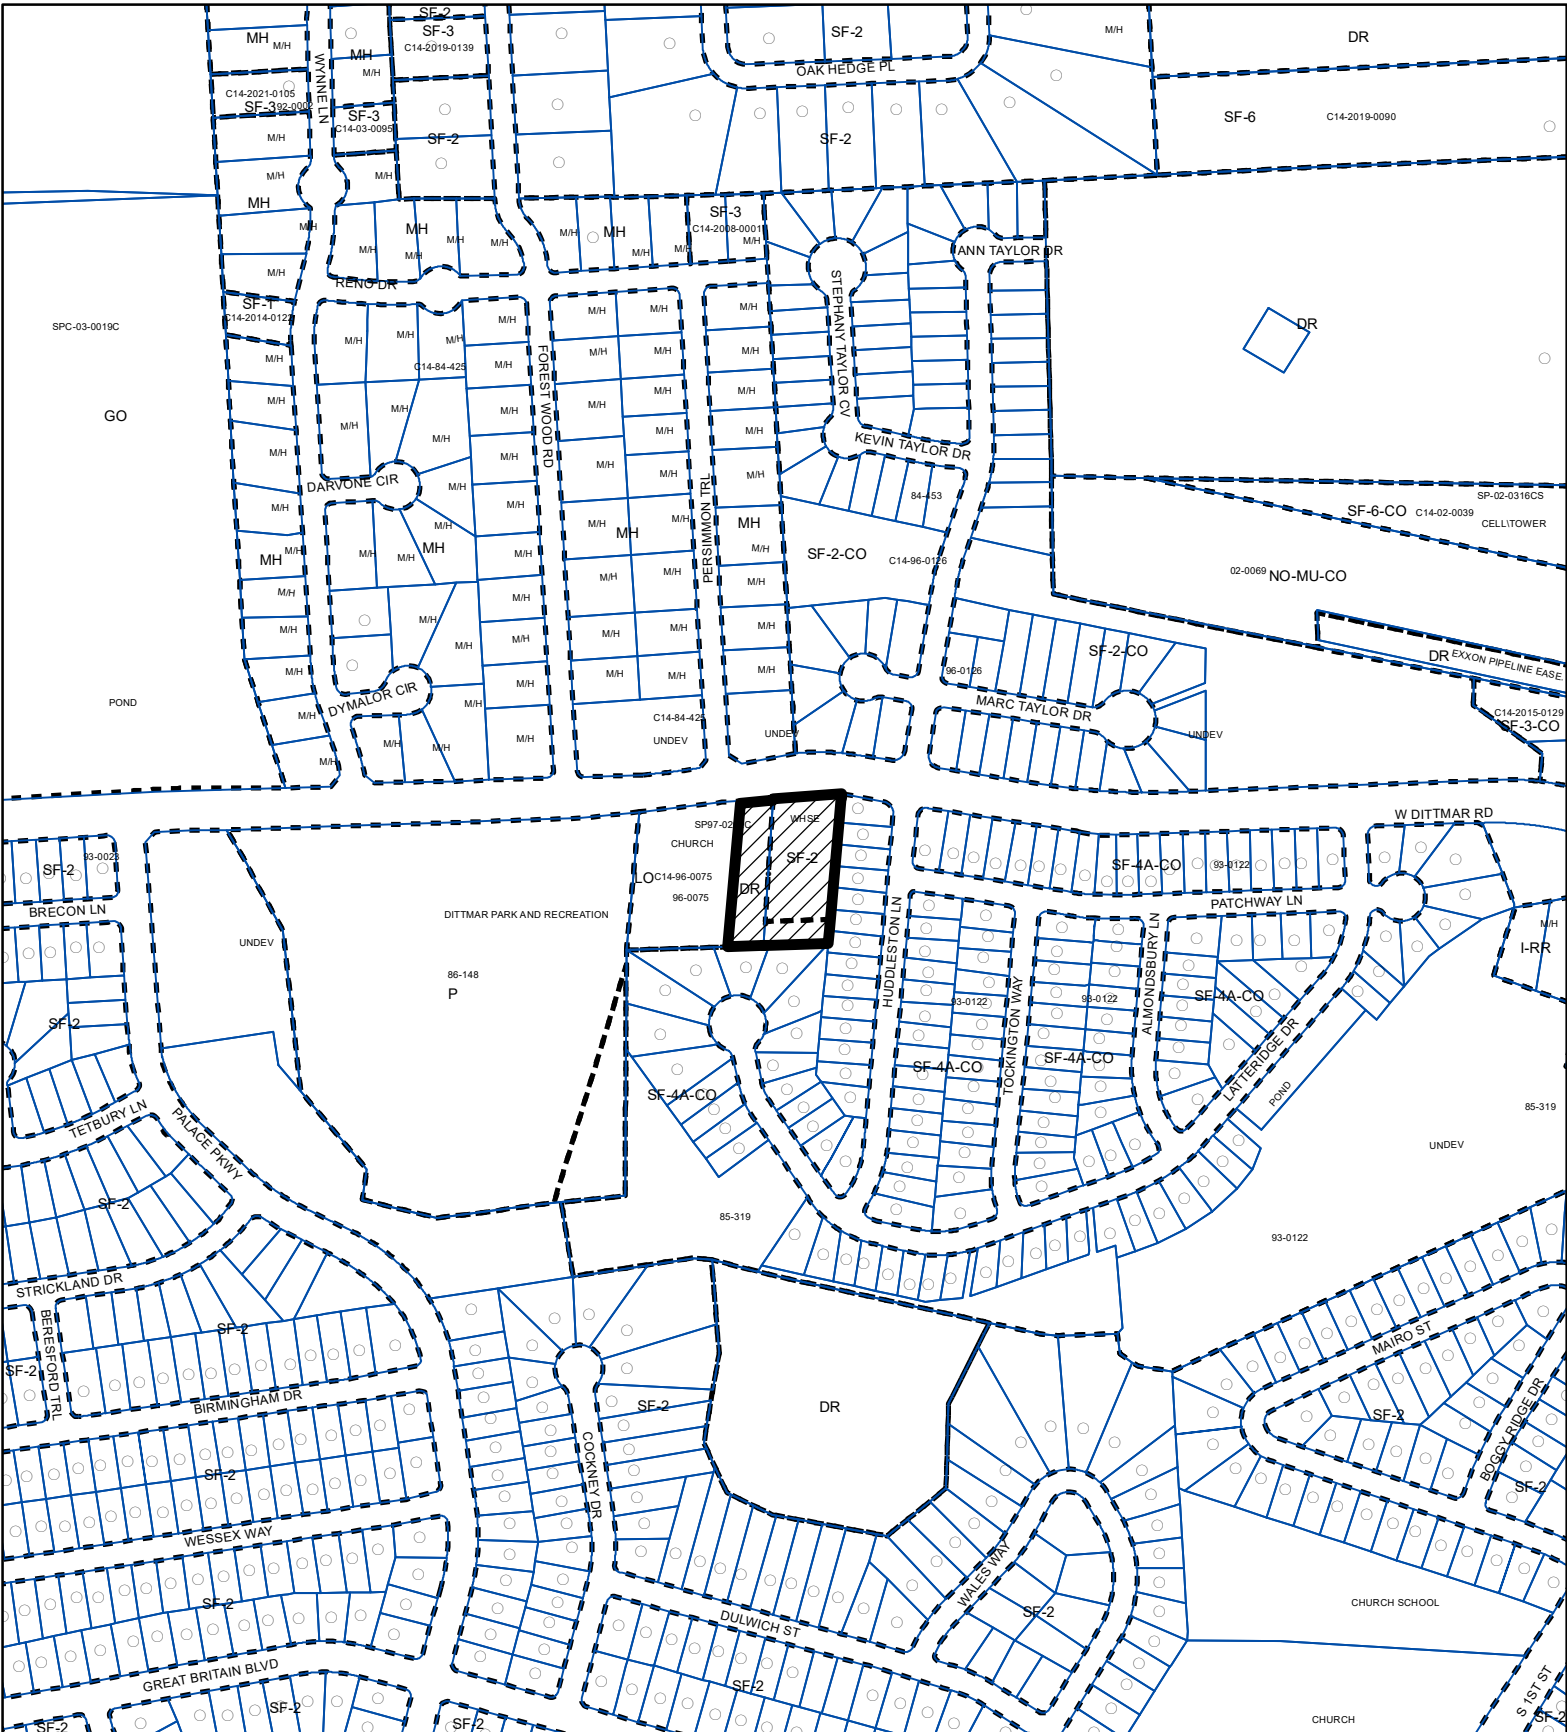 SF-2
SF-3
C14-2019-0139
SF-2
M/H
DR
MH
M/H
MH
M/H
WYNNE LN
OAK HEDGE PL
C14-2021-0105
SF-3
92-0002
SF-3
C14-03-0095
SF-2
SF-2
SF-6
C14-2019-0090
M/H
M/H
M/H
MH
M/H
MH
M/H
M/H
M/H
M/H
M/H
MH
M/H
M/H
SF-3
C14-2008-0001
M/H
ANN TAYLOR DR
M/H
RENO DR
STEPHANY TAYLOR CV
SF-1
C14-2014-0127
SPC-03-0019C
DR
M/H
M/H
M/H
M/H
M/H
M/H
M/H
M/H
M/H
M/H
M/H
M/H
C14-84-425
M/H
FOREST WOOD RD
GO
M/H
M/H
M/H
M/H
M/H
M/H
M/H
M/H
M/H
M/H
KEVIN TAYLOR DR
M/H
M/H
M/H
M/H
DARVONE CIR
M/H
PERSIMMON TRL
84-453
SP-02-0316CS
SF-6-CO
C14-02-0039
CELL\TOWER
M/H
M/H
M/H
M/H
M/H
MH
M/H
MH
M/H
MH
M/H
M/H
MH
M/H
M/H
SF-2-CO
C14-96-0126
02-0069
NO-MU-CO
M/H
M/H
M/H
M/H
M/H
M/H
M/H
M/H
M/H
M/H
M/H
M/H
SF-2-CO
DR
EXXON PIPELINE EASE
M/H
M/H
M/H
M/H
M/H
96-0126
DYMALOR CIR
M/H
POND
M/H
MARC TAYLOR DR
C14-2015-0129
SF-3-CO
C14-84-425
UNDEV
UNDEV
UNDEV
M/H
M/H
M/H
M/H
W DITTMAR RD
SP97-02
C
WHSE
CHURCH
SF-2
93-0023
SF-2
LO
C14-96-0075
DR
96-0075
SF-4A-CO
93-0122
BRECON LN
DITTMAR PARK AND RECREATION
PATCHWAY LN
M/H
I-RR
UNDEV
86-148
P
HUDDLESTON LN
TOCKINGTON WAY
ALMONDSBURY LN
93-0122
93-0122
SF-4A-CO
SF-2
SF-4A-CO
SF-4A-CO
SF-4A-CO
LATTERIDGE DR
POND
85-319
UNDEV
TETBURY LN
PALACE PKWY
SF-2
85-319
93-0122
STRICKLAND DR
BERESFORD TRL
SF-2
SF-2
MAIRO ST
BIRMINGHAM DR
SF-2
DR
SF-2
BOGGY RIDGE DR
COCKNEY DR
SF-2
SF-2
WESSEX WAY
WALES WAY
SF-2
SF-2
DULWICH ST
CHURCH SCHOOL
GREAT BRITAIN BLVD
SF-2
SF-2
S 1ST ST
SF-2
SF-2
CHURCH
SF-2